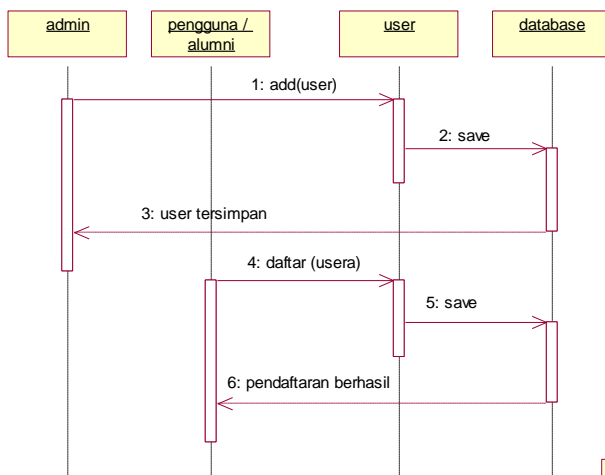 admin
pengguna /
alumni
user
database
1: add(user)
2: save
3: user tersimpan
4: daftar (usera)
5: save
6: pendaftaran berhasil